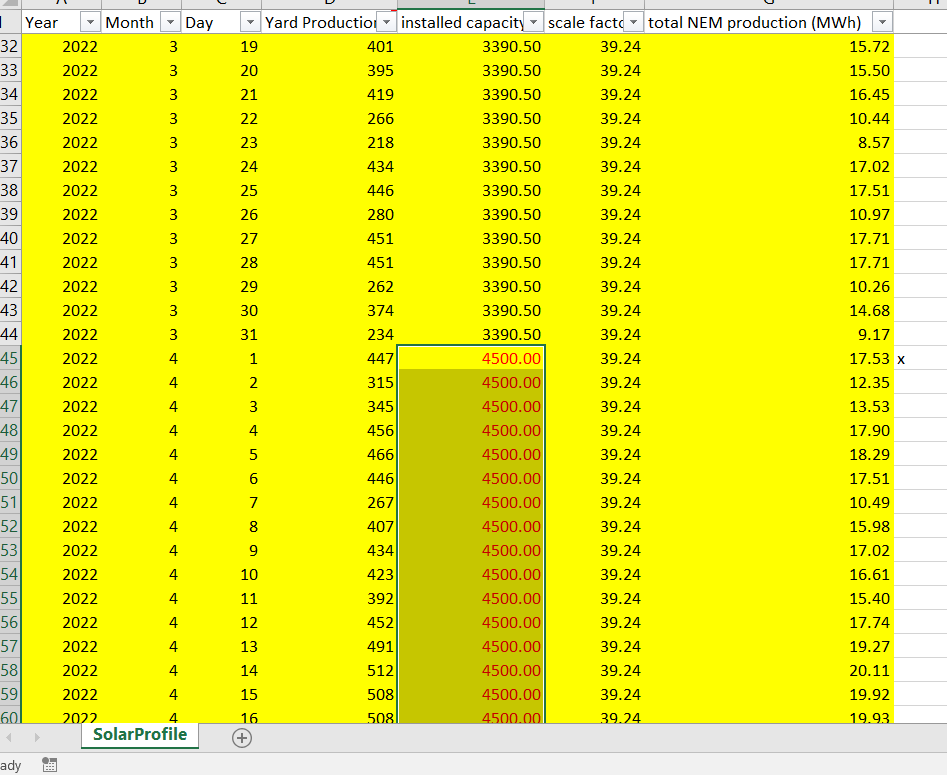 Year Month Day Yard Production installed capacity scale facto total NEM production (MWh)
32 2022 3 19 401 3390.50 39.24 15.72
33 2022 3 20 395 3390.50 39.24 15.50
34 2022 3 21 419 3390.50 39.24 16.45
35 2022 3 22 266 3390.50 39.24 10.44
36 2022 3 23 218 3390.50 39.24 8.57
37 2022 3 24 434 3390.50 39.24 17.02
38 2022 3 25 446 3390.50 39.24 17.51
39 2022 3 26 280 3390.50 39.24 10.97
40 2022 3 27 451 3390.50 39.24 17.71
41 2022 3 28 451 3390.50 39.24 17.71
42 2022 3 29 262 3390.50 39.24 10.26
43 2022 3 30 374 3390.50 39.24 14.68
44 2022 3 31 234 3390.50 39.24 9.17
45 2022 4 1 447 4500.00 39.24 17.53 x
46 2022 4 2 315 4500.00 39.24 12.35
47 2022 4 3 345 4500.00 39.24 13.53
48 2022 4 4 456 4500.00 39.24 17.90
49 2022 4 5 466 4500.00 39.24 18.29
50 2022 4 6 446 4500.00 39.24 17.51
51 2022 4 7 267 4500.00 39.24 10.49
52 2022 4 8 407 4500.00 39.24 15.98
53 2022 4 9 434 4500.00 39.24 17.02
54 2022 4 10 423 4500.00 39.24 16.61
55 2022 4 11 392 4500.00 39.24 15.40
56 2022 4 12 452 4500.00 39.24 17.74
57 2022 4 13 491 4500.00 39.24 19.27
58 2022 4 14 512 4500.00 39.24 20.11
59 2022 4 15 508 4500.00 39.24 19.92
60 2022 4 16 508 4500.00 39.24 19.93
SolarProfile
ady